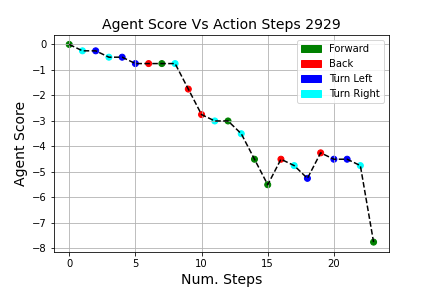 Agent Score Vs Action Steps 2929
Agent Score
0
−1
−2
−3
−4
−5
−6
−7
−8
Forward
Back
Turn Left
Turn Right
0
5
10
15
20
Num. Steps